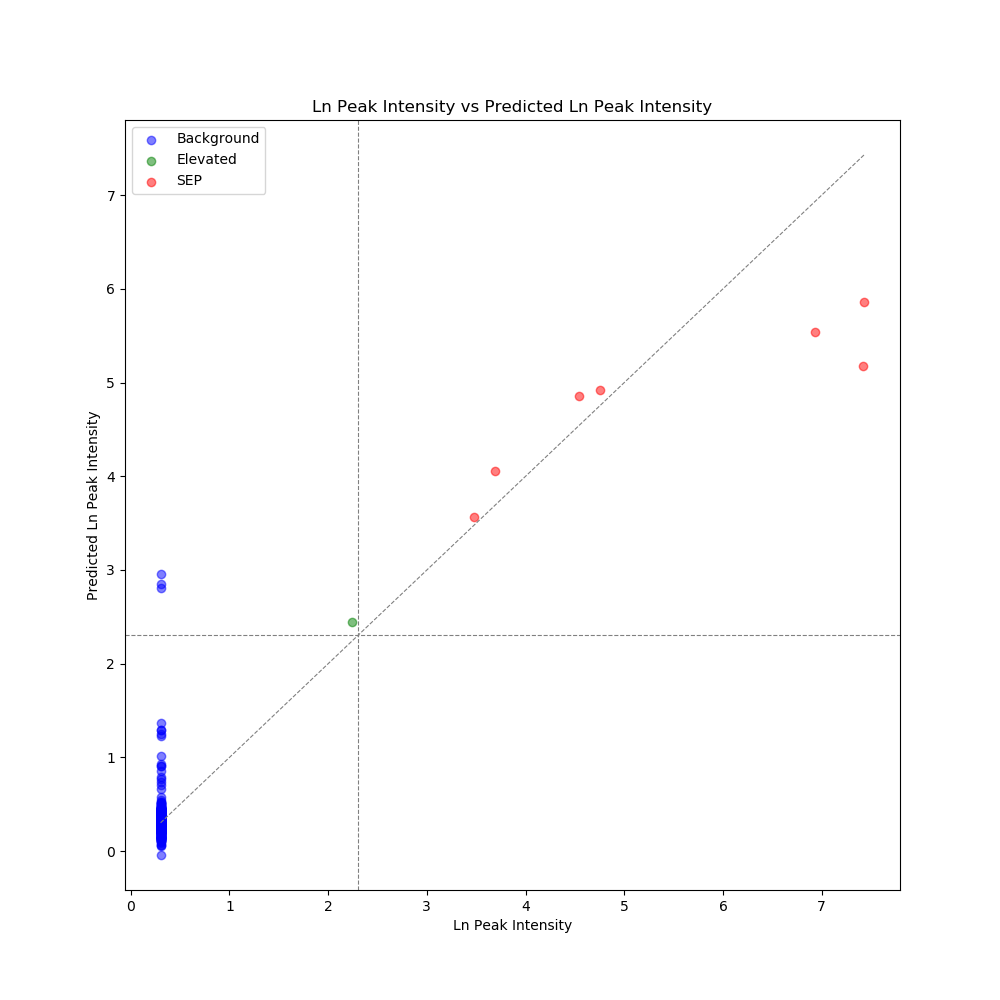 Ln Peak Intensity vs Predicted Ln Peak Intensity
Background
Elevated
SEP
7
6
5
4
3
2
1
0
Predicted Ln Peak Intensity
0 1 2 3 4 5 6 7
Ln Peak Intensity